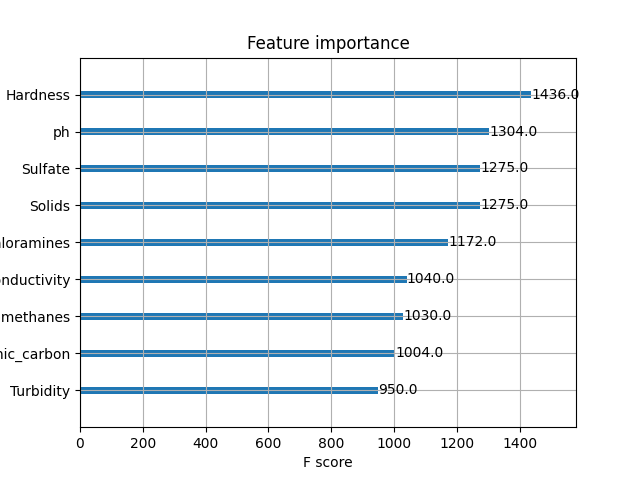 Feature importance
Hardness 1436.0
ph 1304.0
Sulfate 1275.0
Solids 1275.0
loramines 1172.0
nductivity 1040.0
methanes 1030.0
nic_carbon 1004.0
Turbidity 950.0
0 200 400 600 800 1000 1200 1400
F score